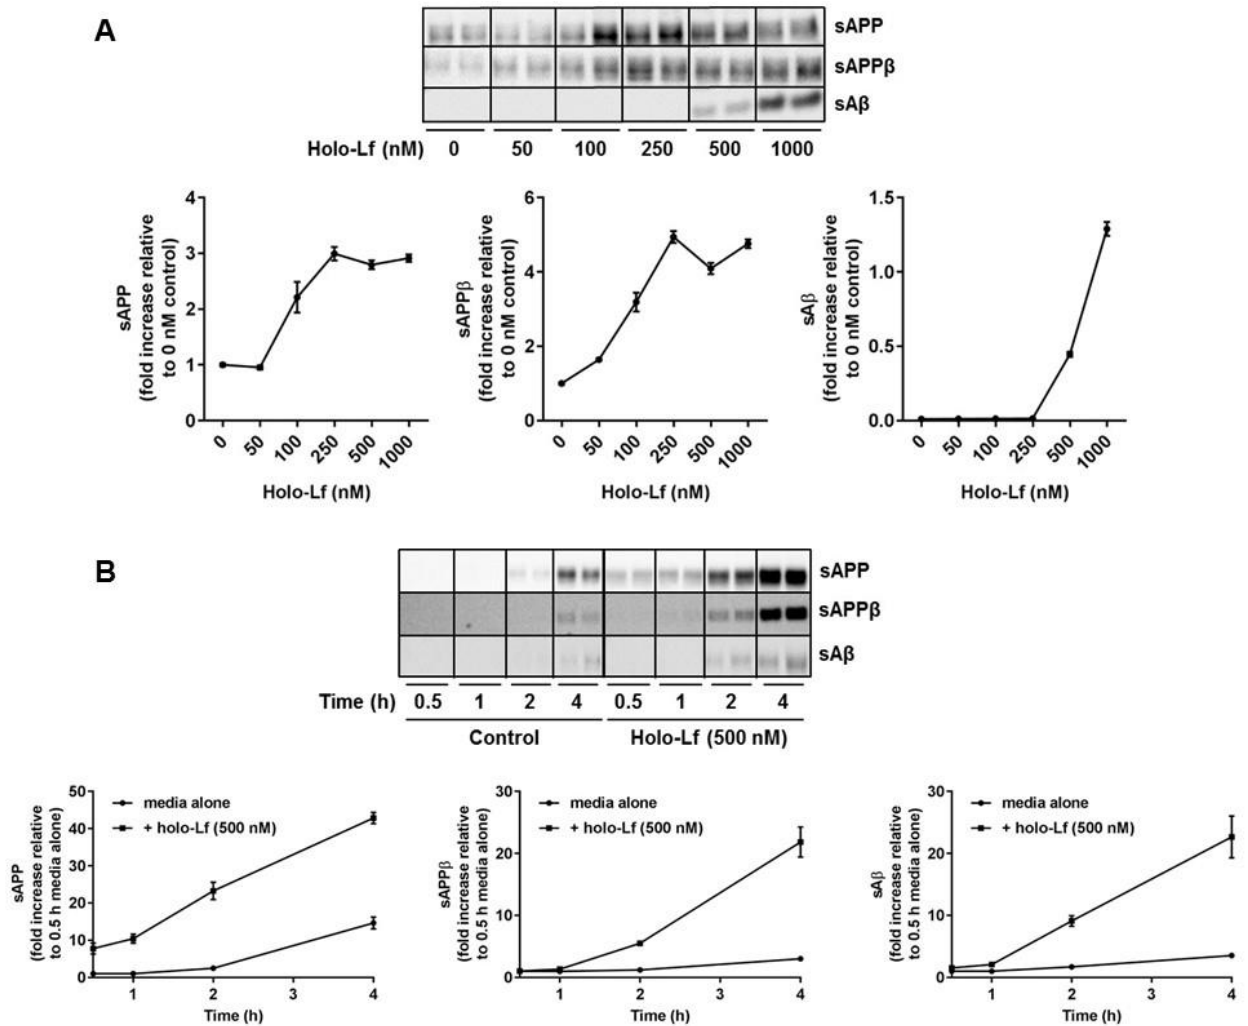 A
sAPP
sAPPβ
sAβ
Holo-Lf (nM) 0 50 100 250 500 1000
sAPP
(fold increase relative
to 0 nM control)
4
3
2
1
0
0 50 100 250 500 1000
Holo-Lf (nM)
sAPPβ
(fold increase relative
to 0 nM control)
6
4
2
0
0 50 100 250 500 1000
Holo-Lf (nM)
sAβ
(fold increase relative
to 0 nM control)
1.5
1.0
0.5
0.0
0 50 100 250 500 1000
Holo-Lf (nM)
B
sAPP
sAPPβ
sAβ
Time (h) 0.5 1 2 4 0.5 1 2 4
Control Holo-Lf (500 nM)
sAPP
(fold increase relative
to 0.5 h media alone)
50
40
30
20
10
0
media alone
+ holo-Lf (500 nM)
1 2 3 4
Time (h)
sAPPβ
(fold increase relative
to 0.5 h media alone)
30
20
10
0
media alone
+ holo-Lf (500 nM)
1 2 3 4
Time (h)
sAβ
(fold increase relative
to 0.5 h media alone)
30
20
10
0
media alone
+ holo-Lf (500 nM)
1 2 3 4
Time (h)